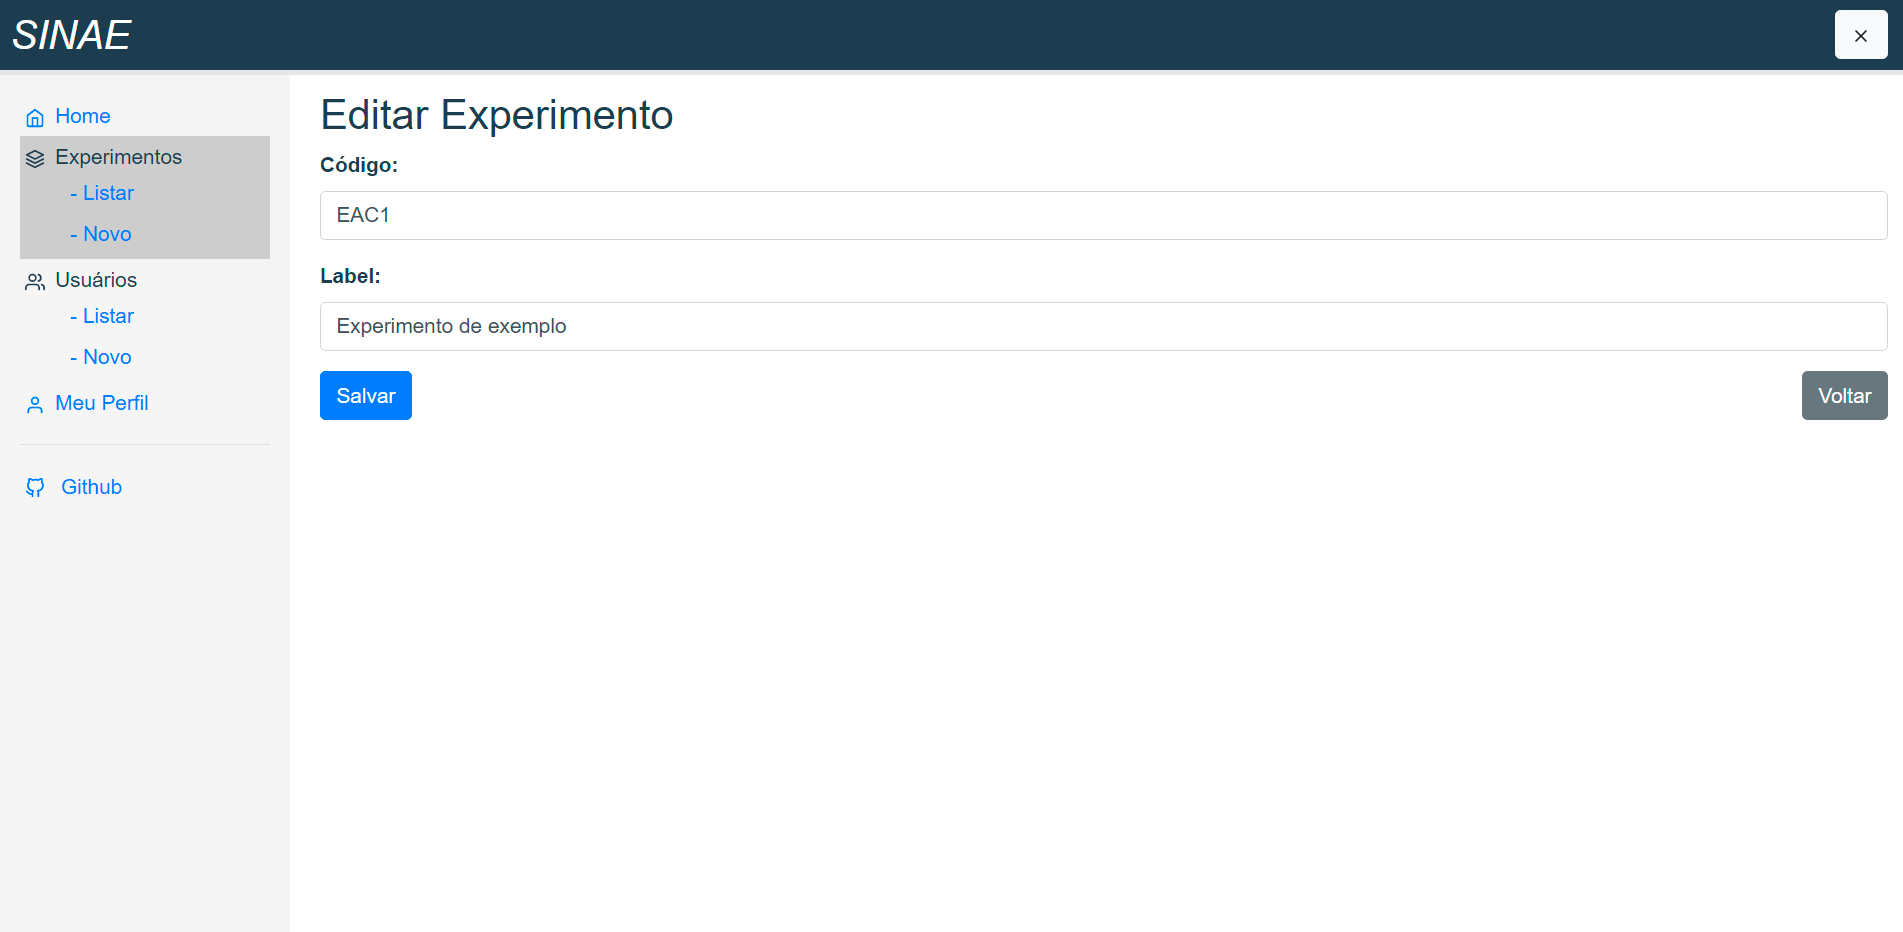 SINAE
Home
Experimentos
- Listar
- Novo
Usuários
- Listar
- Novo
Meu Perfil
Github
Editar Experimento
Código:
EAC1
Label:
Experimento de exemplo
Salvar
Voltar